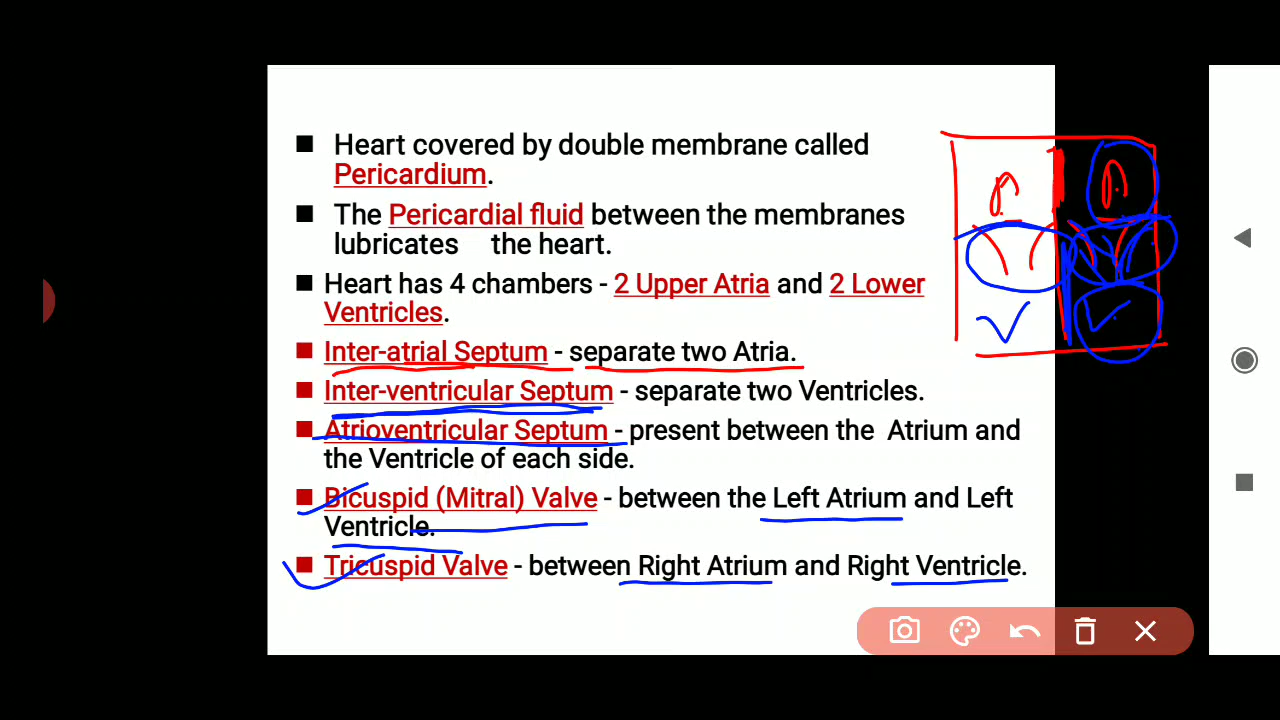 ■ Heart covered by double membrane called
Pericardium.
■ The Pericardial fluid between the membranes
lubricates the heart.
■ Heart has 4 chambers - 2 Upper Atria and 2 Lower
Ventricles.
■ Inter-atrial Septum - separate two Atria.
■ Inter-ventricular Septum - separate two Ventricles.
■ Atrioventricular Septum - present between the Atrium and
the Ventricle of each side.
■ Bicuspid (Mitral) Valve - between the Left Atrium and Left
Ventricle.
■ Tricuspid Valve - between Right Atrium and Right Ventricle.